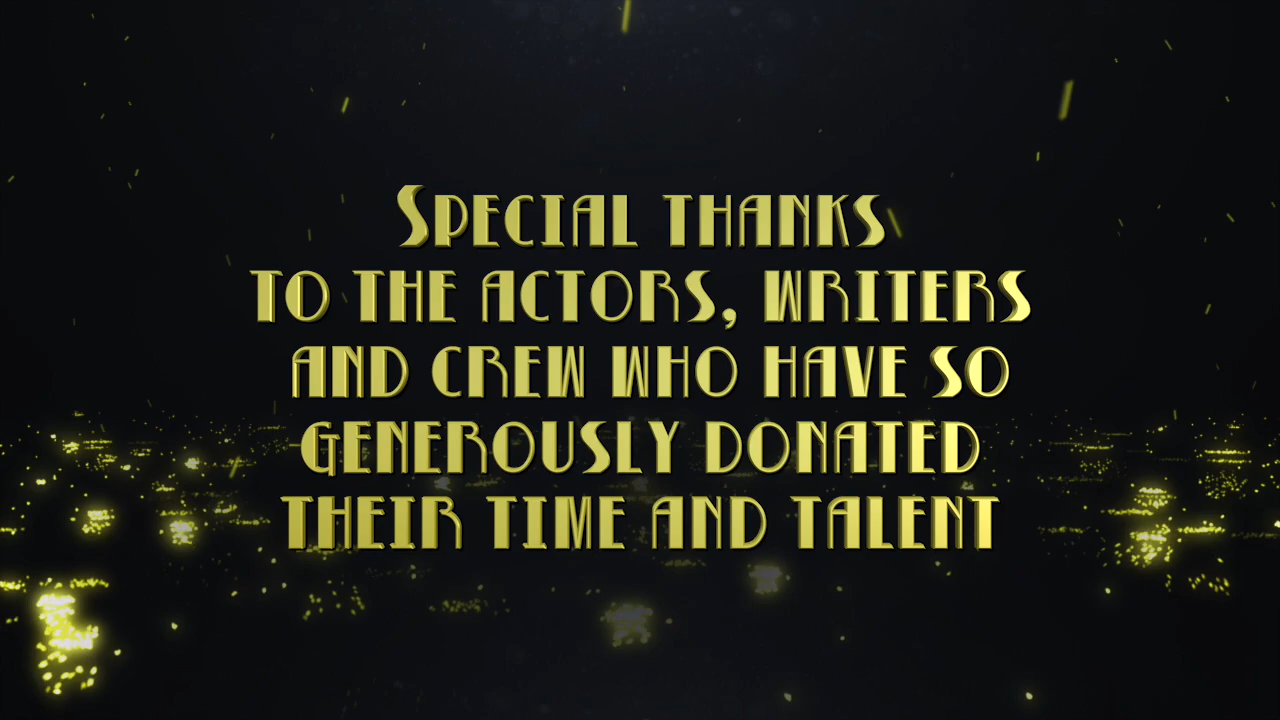 Special thanks
to the actors, writers
and crew who have so
generously donated
their time and talent